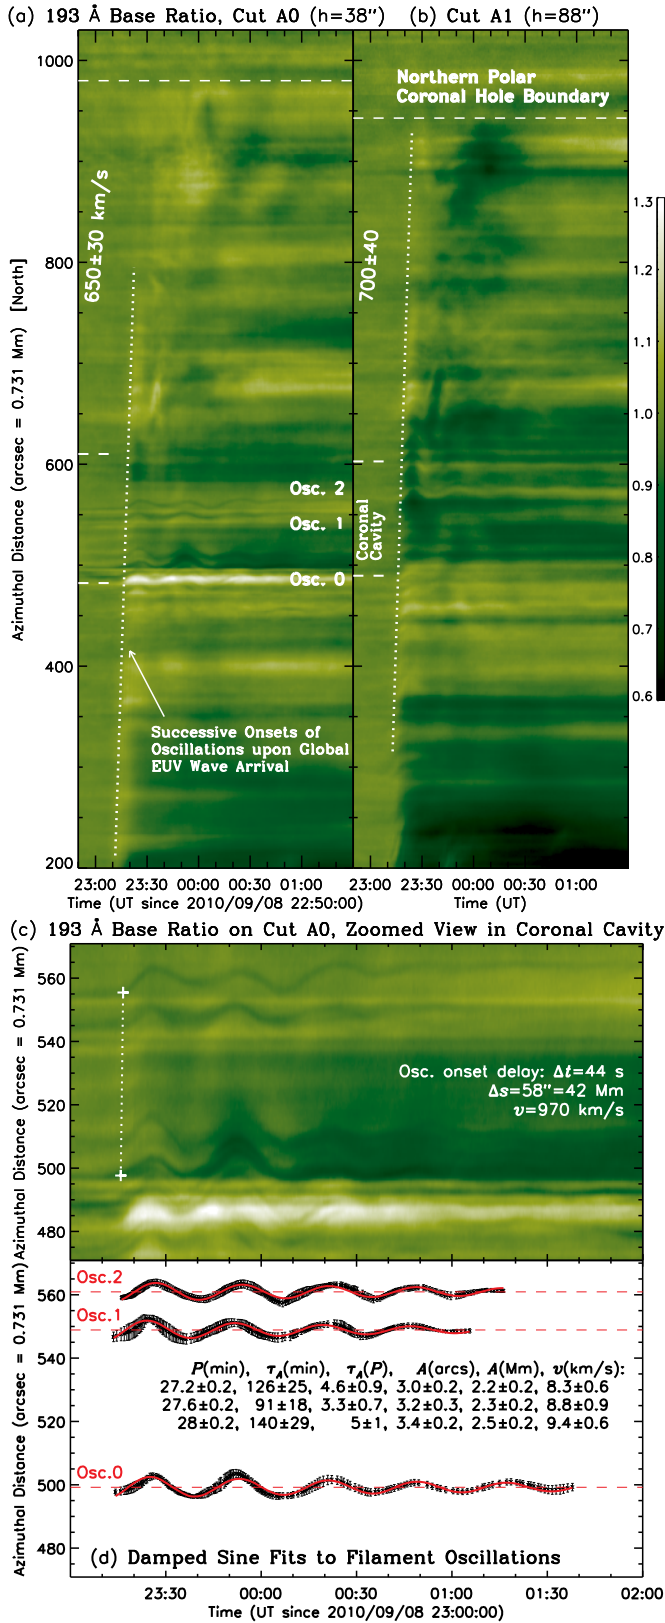 (a) 193 Å Base Ratio, Cut A0 (h=38")
(b) Cut A1 (h=88")
1000
800
600
400
200
Azimuthal Distance (arcsec = 0.731 Mm) [North]
650±30 km/s
Osc. 2
Osc. 1
Osc. 0
Successive Onsets of
Oscillations upon Global
EUV Wave Arrival
23:00 23:30 00:00 00:30 01:00
Time (UT since 2010/09/08 22:50:00)
Northern Polar
Coronal Hole Boundary
700±40
Coronal
Cavity
23:00 23:30 00:00 00:30 01:00
Time (UT)
1.3
1.2
1.1
1.0
0.9
0.8
0.7
0.6
(c) 193 Å Base Ratio on Cut A0, Zoomed View in Coronal Cavity
Azimuthal Distance (arcsec = 0.731 Mm)
560
540
520
500
480
Osc. onset delay: Δt=44 s
Δs=58"=42 Mm
v=970 km/s
Azimuthal Distance (arcsec = 0.731 Mm)
560
540
520
500
480
Osc.2
Osc.1
P(min), τA(min), τA(P), A(arcs), A(Mm), v(km/s):
27.2±0.2, 126±25, 4.6±0.9, 3.0±0.2, 2.2±0.2, 8.3±0.6
27.6±0.2, 91±18, 3.3±0.7, 3.2±0.3, 2.3±0.2, 8.8±0.9
28±0.2, 140±29, 5±1, 3.4±0.2, 2.5±0.2, 9.4±0.6
Osc.0
(d) Damped Sine Fits to Filament Oscillations
23:30 00:00 00:30 01:00 01:30 02:00
Time (UT since 2010/09/08 23:00:00)